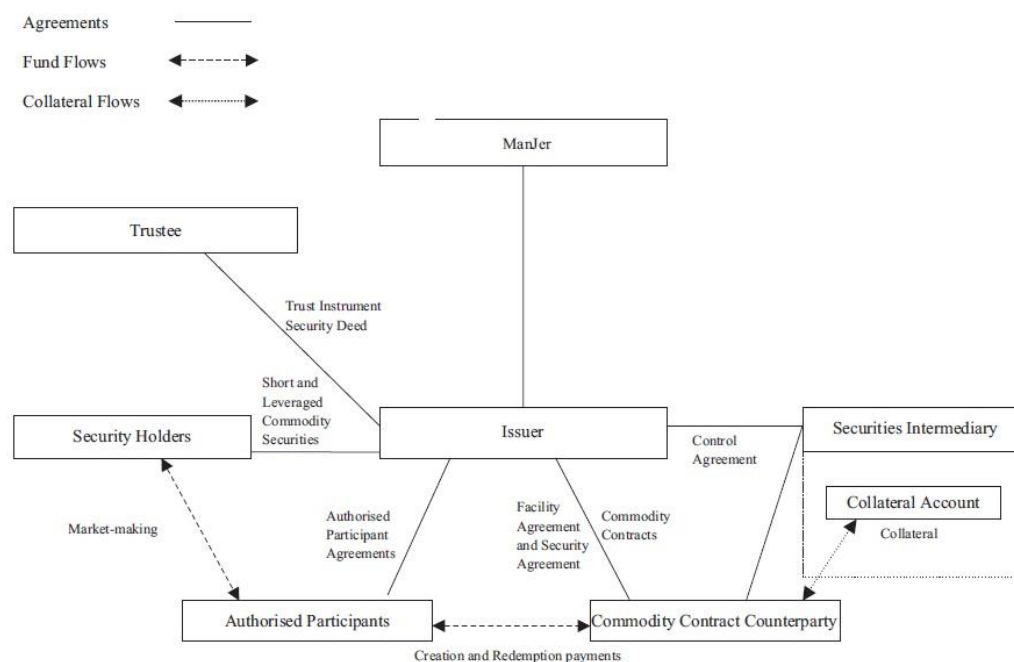 Agreements
Fund Flows
Collateral Flows
ManJer
Trustee
Trust Instrument
Security Deed
Short and
Leveraged
Commodity
Securities
Security Holders
Issuer
Control
Agreement
Securities Intermediary
Collateral Account
Collateral
Market-making
Authorised
Participant
Agreements
Facility
Agreement
and Security
Agreement
Commodity
Contracts
Authorised Participants
Commodity Contract Counterparty
Creation and Redemption payments